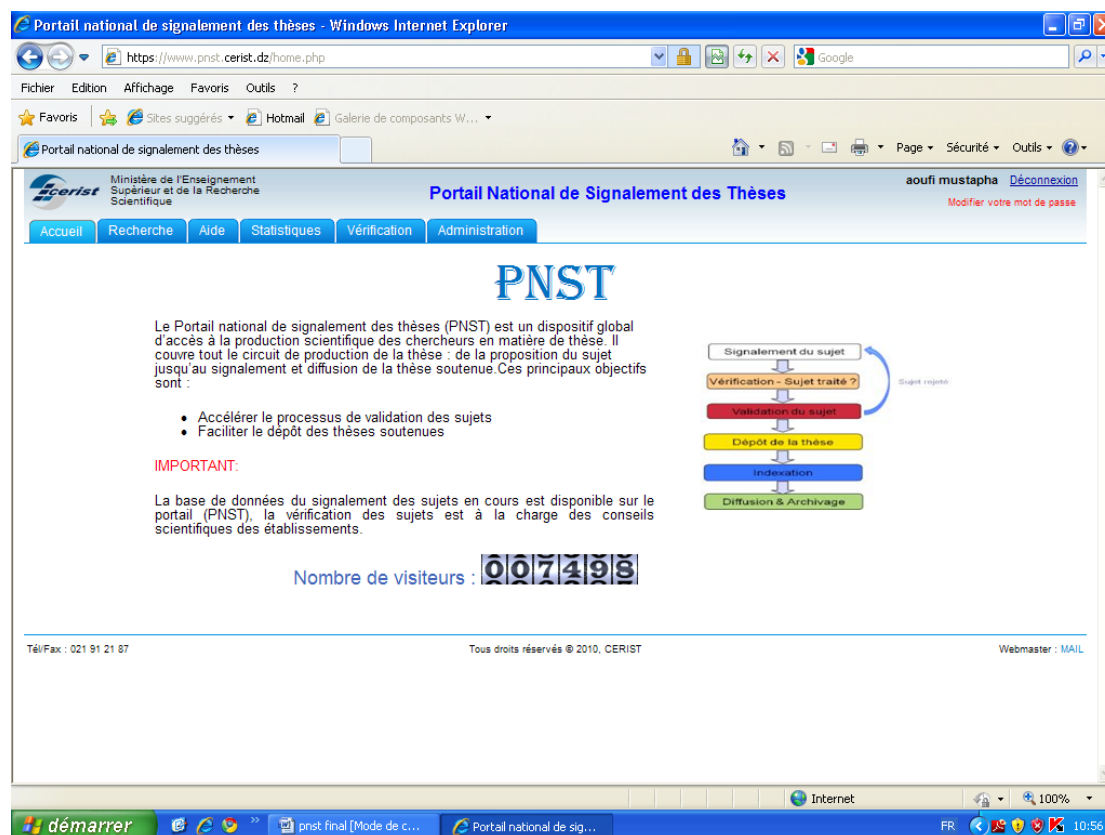 Portail national de signalement des thèses - Windows Internet Explorer
https://www.pnst.cerist.dz/home.php
Google
Fichier Edition Affichage Favoris Outils ?
Favoris Sites suggérés Hotmail Galerie de composants W...
Portail national de signalement des thèses
Page Sécurité Outils
cerist
Ministère de l'Enseignement
Supèrieur et de la Recherche
Scientifique
Portail National de Signalement des Thèses
aoufi mustapha Déconnexion
Modifier votre mot de passe
Accueil Recherche Aide Statistiques Vérification Administration
PNST
Le Portail national de signalement des thèses (PNST) est un dispositif global
d'accès à la production scientifique des chercheurs en matière de thèse. Il
couvre tout le circuit de production de la thèse : de la proposition du sujet
jusqu'au signalement et diffusion de la thèse soutenue.Ces principaux objectifs
sont :
• Accélérer le processus de validation des sujets
• Faciliter le dépôt des thèses soutenues
IMPORTANT:
La base de données du signalement des sujets en cours est disponible sur le
portail (PNST), la vérification des sujets est à la charge des conseils
scientifiques des établissements.
Nombre de visiteurs : 007498
Signalement du sujet
Vérification - Sujet traité ?
Sujet rejeté
Validation du sujet
Dépôt de la thèse
Indexation
Diffusion & Archivage
Tél/Fax : 021 91 21 87
Tous droits réservés © 2010, CERIST
Webmaster : MAIL
Internet
100%
démarrer
pnst final [Mode de c...
Portail national de sig...
FR
10:56